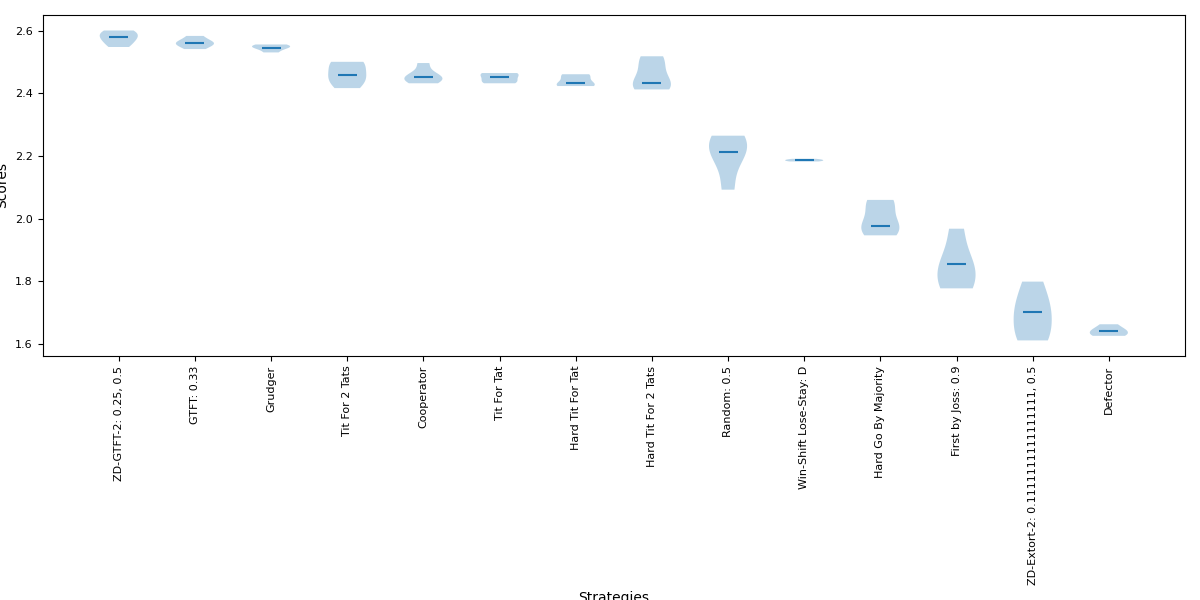 2.6
2.4
2.2
2.0
1.8
1.6
Scores
ZD-GTFT-2: 0.25, 0.5
GTFT: 0.33
Grudger
Tit For 2 Tats
Cooperator
Tit For Tat
Hard Tit For Tat
Hard Tit For 2 Tats
Random: 0.5
Win-Shift Lose-Stay: D
Hard Go By Majority
First by Joss: 0.9
ZD-Extort-2: 0.1111111111111111, 0.5
Defector
Strategies